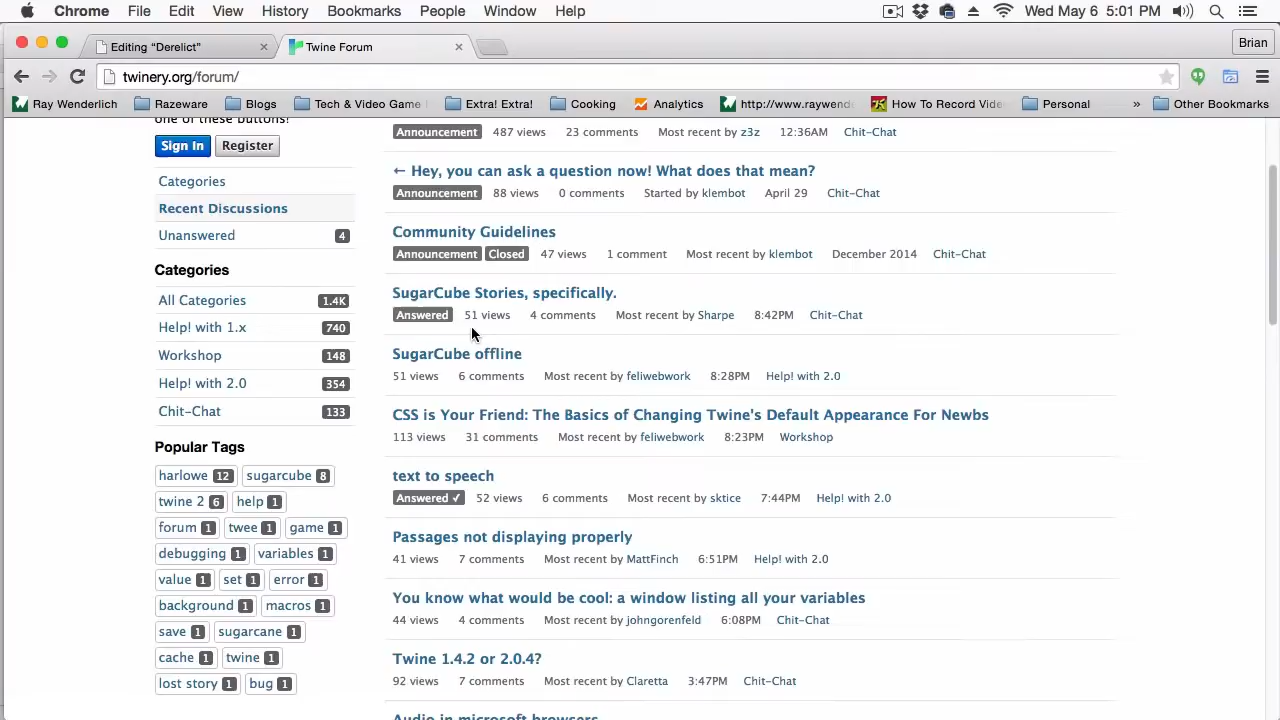 Chrome File Edit View History Bookmarks People Window Help Wed May 6 5:01 PM
Editing "Derelict" Twine Forum Brian
twinery.org/forum/
Ray Wenderlich Razeware Blogs Tech & Video Game Extra! Extra! Cooking Analytics http://www.raywend How To Record Vide Personal » Other Bookmarks
one of these buttons!
Sign In Register
Categories
Recent Discussions
Unanswered 4
Categories
All Categories 1.4K
Help! with 1.x 740
Workshop 148
Help! with 2.0 354
Chit-Chat 133
Popular Tags
harlowe 12 sugarcube 8
twine 2 6 help 1
forum 1 twee 1 game 1
debugging 1 variables 1
value 1 set 1 error 1
background 1 macros 1
save 1 sugarcane 1
cache 1 twine 1
lost story 1 bug 1
Announcement 487 views 23 comments Most recent by z3z 12:36AM Chit-Chat
← Hey, you can ask a question now! What does that mean?
Announcement 88 views 0 comments Started by klembot April 29 Chit-Chat
Community Guidelines
Announcement Closed 47 views 1 comment Most recent by klembot December 2014 Chit-Chat
SugarCube Stories, specifically.
Answered 51 views 4 comments Most recent by Sharpe 8:42PM Chit-Chat
SugarCube offline
51 views 6 comments Most recent by feliwebwork 8:28PM Help! with 2.0
CSS is Your Friend: The Basics of Changing Twine's Default Appearance For Newbs
113 views 31 comments Most recent by feliwebwork 8:23PM Workshop
text to speech
Answered ✓ 52 views 6 comments Most recent by sktice 7:44PM Help! with 2.0
Passages not displaying properly
41 views 7 comments Most recent by MattFinch 6:51PM Help! with 2.0
You know what would be cool: a window listing all your variables
44 views 4 comments Most recent by johngorenfeld 6:08PM Chit-Chat
Twine 1.4.2 or 2.0.4?
92 views 7 comments Most recent by Claretta 3:47PM Chit-Chat
Audio in microsoft browsers